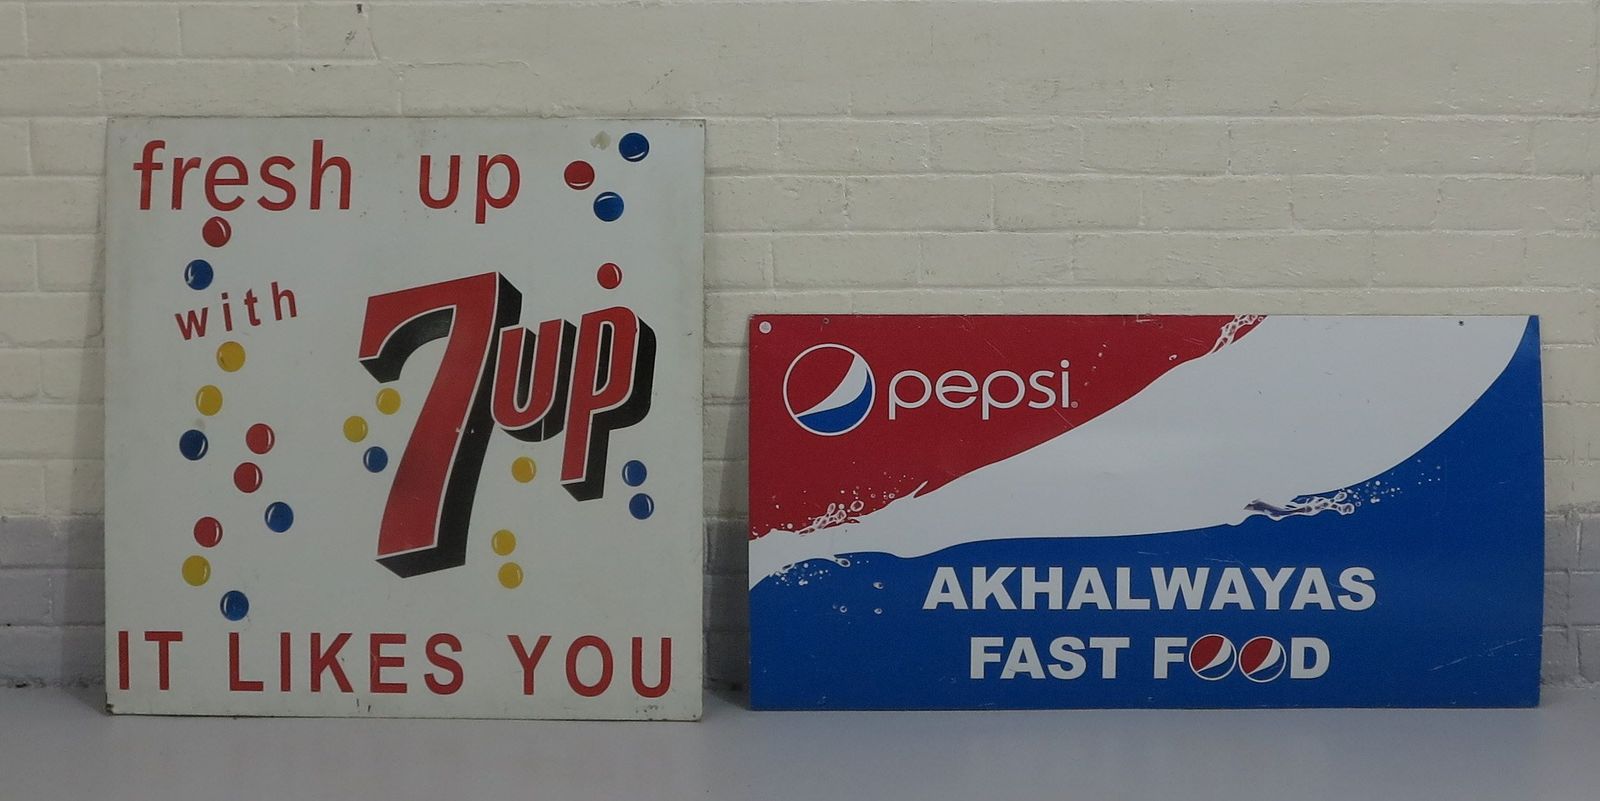 fresh up
with
7up
IT LIKES YOU
pepsi
AKHALWAYAS
FAST FOOD